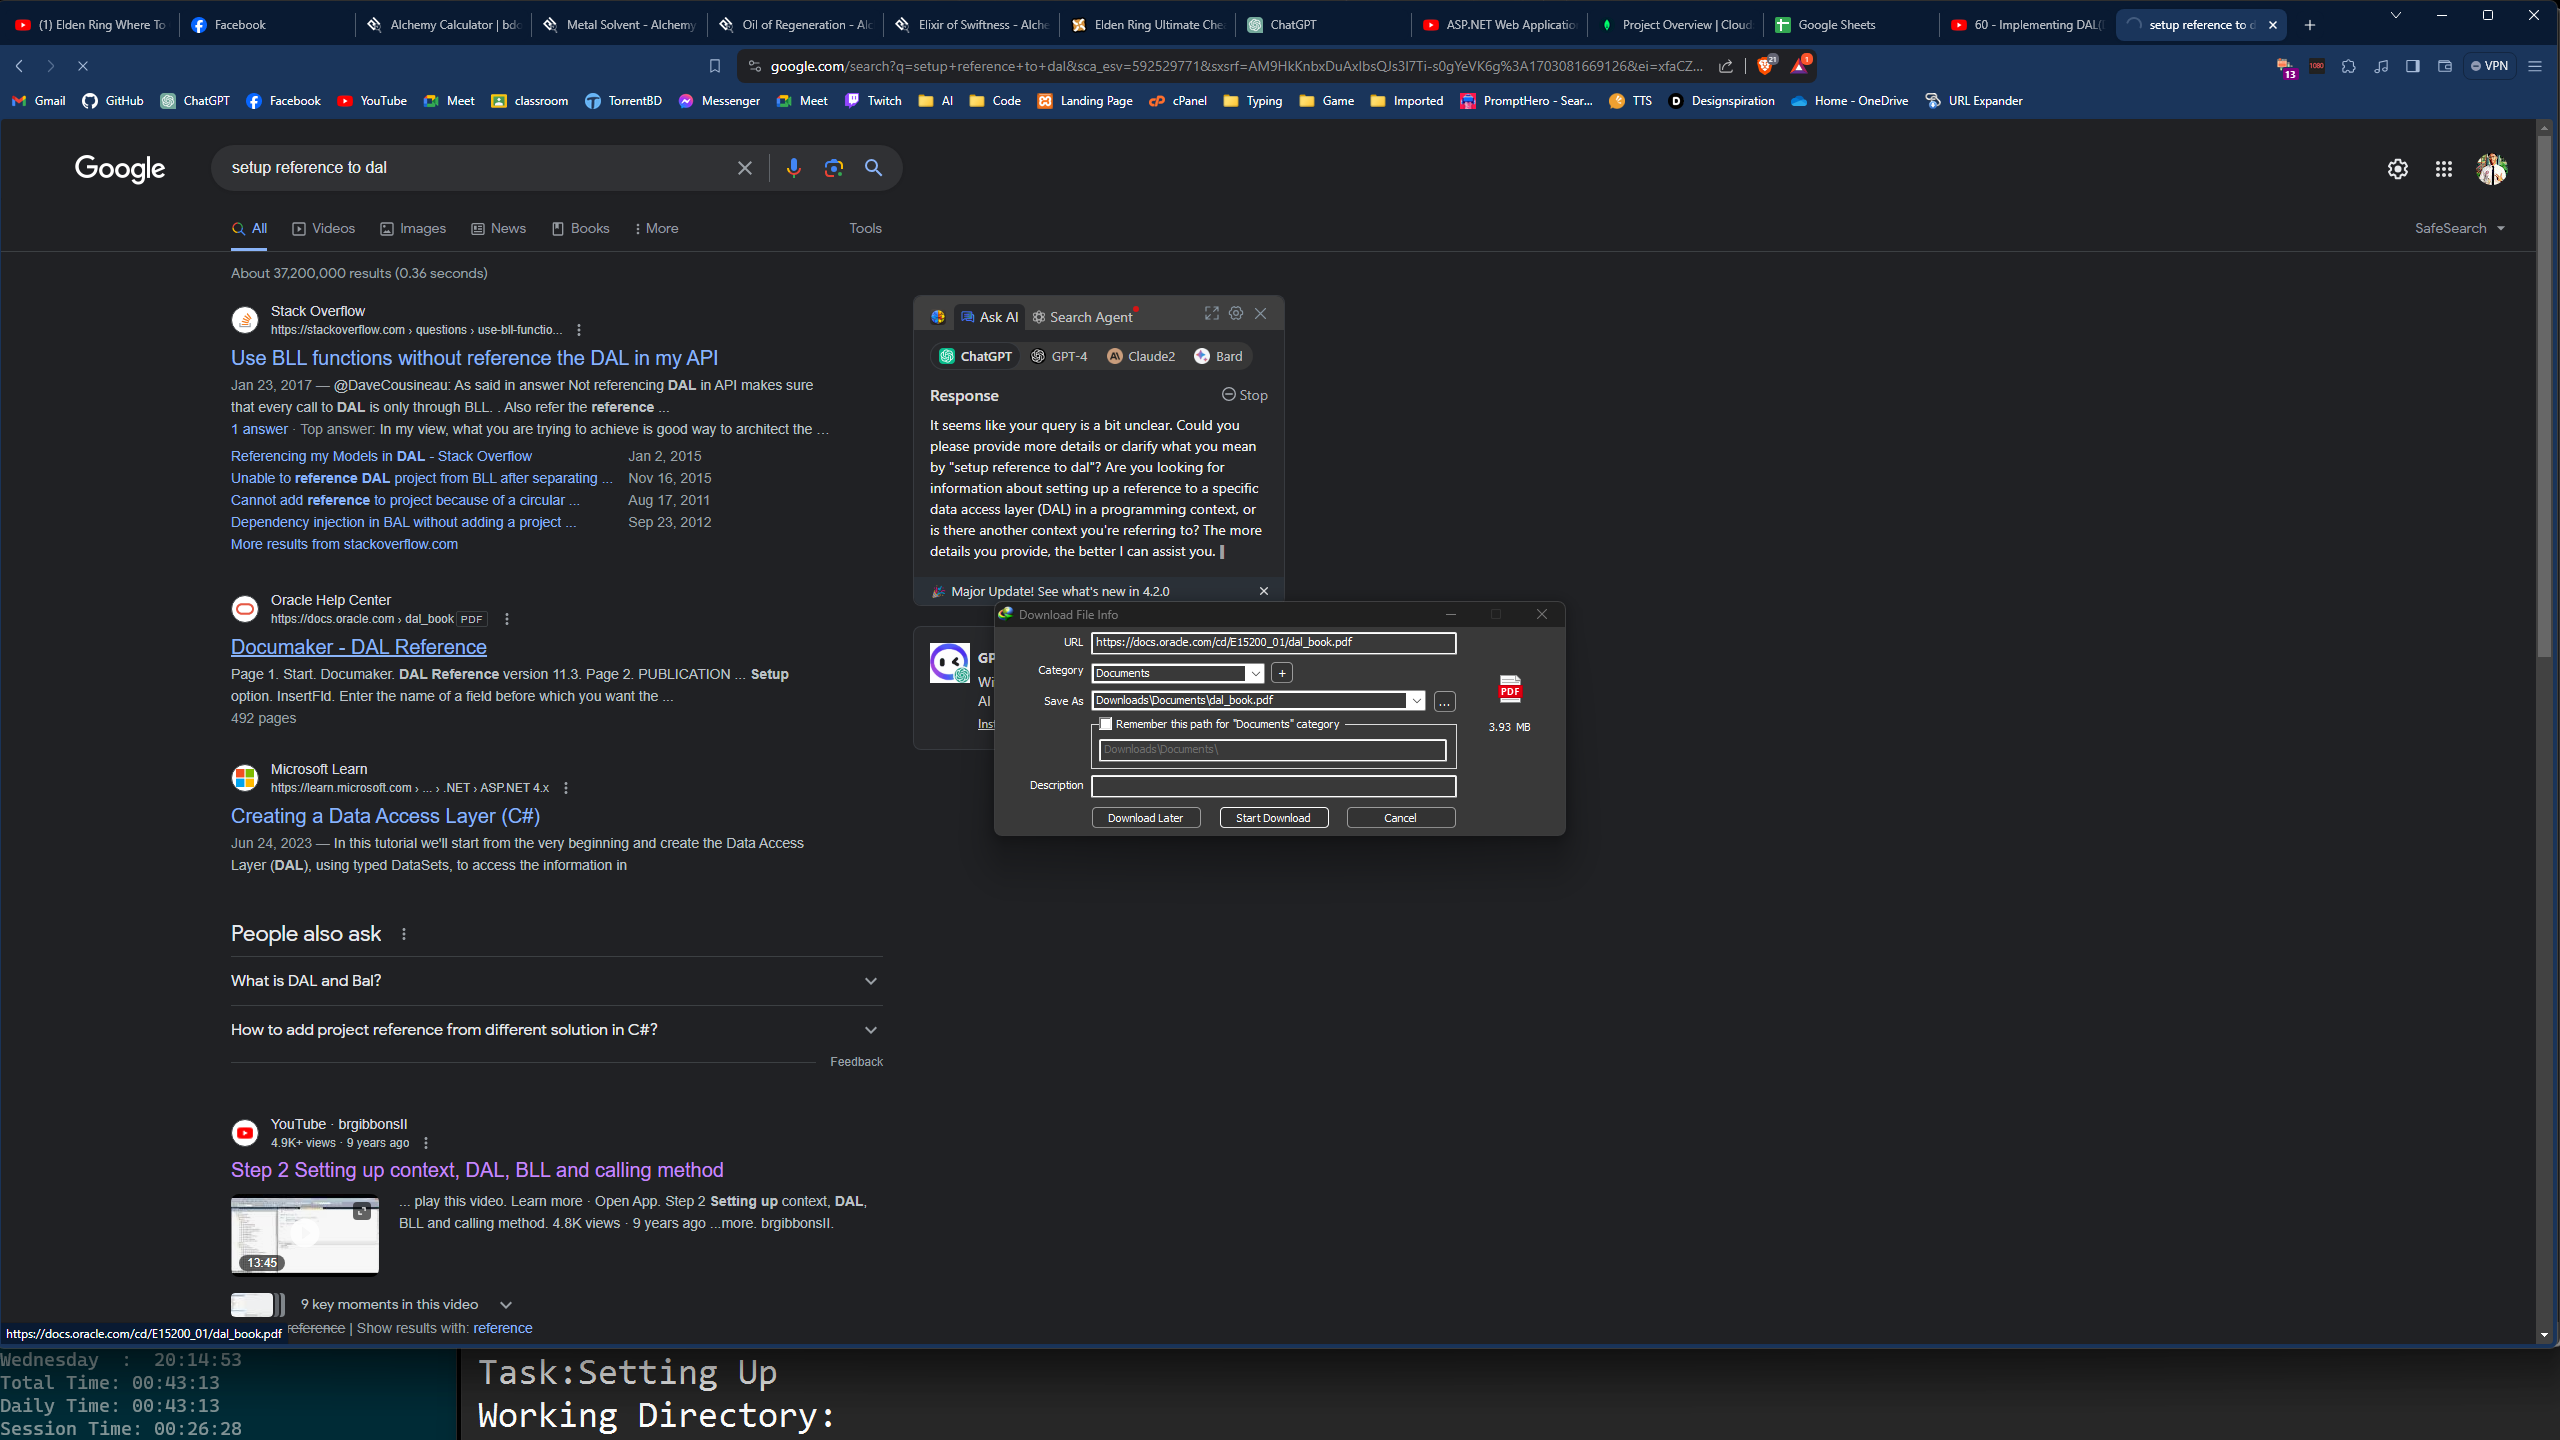 (1) Elden Ring Where To
Facebook
Alchemy Calculator | bdo
Metal Solvent - Alchemy
Oil of Regeneration - Alc
Elixir of Swiftness - Alche
Elden Ring Ultimate Chea
ChatGPT
ASP.NET Web Application
Project Overview | Cloud
Google Sheets
60 - Implementing DAL(
setup reference to d
google.com/search?q=setup+reference+to+dal&sca_esv=592529771&sxsrf=AM9HkKnbxDuAxIbsQJs3I7Ti-s0gYeVK6g%3A1703081669126&ei=xfaCZ...
21
1
13
1080
VPN
Gmail
GitHub
ChatGPT
Facebook
YouTube
Meet
classroom
TorrentBD
Messenger
Meet
Twitch
AI
Code
Landing Page
cPanel
Typing
Game
Imported
PromptHero - Sear...
TTS
Designspiration
Home - OneDrive
URL Expander
Google
setup reference to dal
All
Videos
Images
News
Books
More
Tools
SafeSearch
About 37,200,000 results (0.36 seconds)
Stack Overflow
https://stackoverflow.com › questions › use-bll-functio...
Use BLL functions without reference the DAL in my API
Jan 23, 2017 — @DaveCousineau: As said in answer Not referencing DAL in API makes sure
that every call to DAL is only through BLL. . Also refer the reference ...
1 answer · Top answer: In my view, what you are trying to achieve is good way to architect the ...
Referencing my Models in DAL - Stack Overflow Jan 2, 2015
Unable to reference DAL project from BLL after separating ... Nov 16, 2015
Cannot add reference to project because of a circular ... Aug 17, 2011
Dependency injection in BAL without adding a project ... Sep 23, 2012
More results from stackoverflow.com
Oracle Help Center
https://docs.oracle.com › dal_book PDF
Documaker - DAL Reference
Page 1. Start. Documaker. DAL Reference version 11.3. Page 2. PUBLICATION ... Setup
option. InsertFld. Enter the name of a field before which you want the ...
492 pages
Microsoft Learn
https://learn.microsoft.com › ... › .NET › ASP.NET 4.x
Creating a Data Access Layer (C#)
Jun 24, 2023 — In this tutorial we'll start from the very beginning and create the Data Access
Layer (DAL), using typed DataSets, to access the information in
People also ask
What is DAL and Bal?
How to add project reference from different solution in C#?
Feedback
YouTube · brgibbonsII
4.9K+ views · 9 years ago
Step 2 Setting up context, DAL, BLL and calling method
... play this video. Learn more · Open App. Step 2 Setting up context, DAL,
BLL and calling method. 4.8K views · 9 years ago ...more. brgibbonsII.
13:45
9 key moments in this video
reference | Show results with: reference
https://docs.oracle.com/cd/E15200_01/dal_book.pdf
Ask AI
Search Agent
ChatGPT
GPT-4
Claude2
Bard
Response
Stop
It seems like your query is a bit unclear. Could you
please provide more details or clarify what you mean
by "setup reference to dal"? Are you looking for
information about setting up a reference to a specific
data access layer (DAL) in a programming context, or
is there another context you're referring to? The more
details you provide, the better I can assist you.
Major Update! See what's new in 4.2.0
GP
Wi
AI
Inst
Download File Info
URL https://docs.oracle.com/cd/E15200_01/dal_book.pdf
Category Documents +
Save As Downloads\Documents\dal_book.pdf ...
Remember this path for "Documents" category
Downloads\Documents\
Description
PDF
3.93 MB
Download Later
Start Download
Cancel
Wednesday : 20:14:53
Total Time: 00:43:13
Daily Time: 00:43:13
Session Time: 00:26:28
Task:Setting Up
Working Directory: